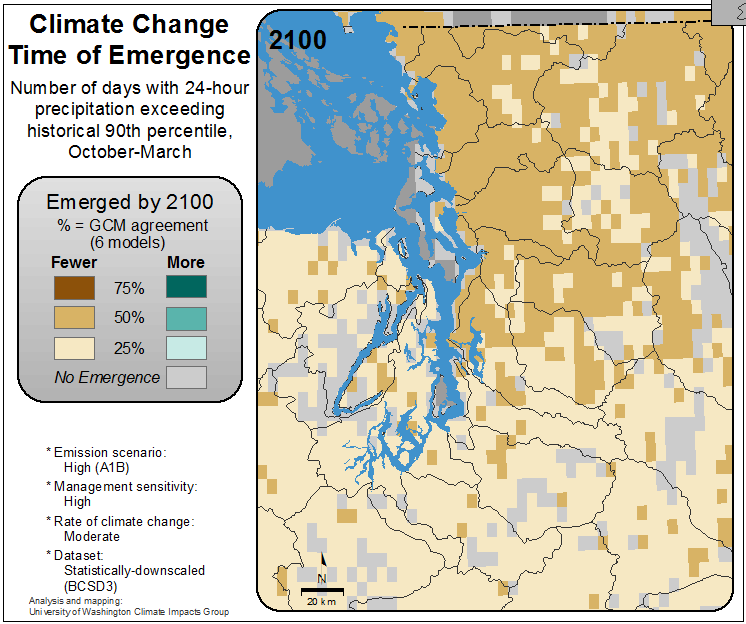 Climate Change
Time of Emergence
Number of days with 24-hour
precipitation exceeding
historical 90th percentile,
October-March
Emerged by 2100
% = GCM agreement
(6 models)
Fewer More
75%
50%
25%
No Emergence
* Emission scenario:
High (A1B)
* Management sensitivity:
High
* Rate of climate change:
Moderate
* Dataset:
Statistically-downscaled
(BCSD3)
Analysis and mapping:
University of Washington Climate Impacts Group
2100
N
20 km